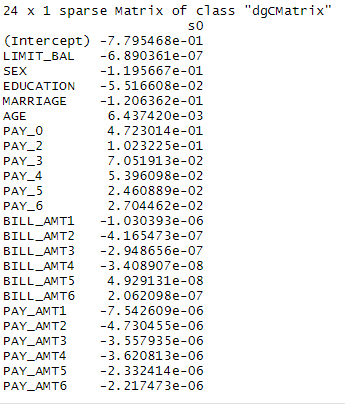 24 x 1 sparse Matrix of class "dgCMatrix"
s0
(Intercept) -7.795468e-01
LIMIT_BAL -6.890361e-07
SEX -1.195667e-01
EDUCATION -5.516608e-02
MARRIAGE -1.206362e-01
AGE 6.437420e-03
PAY_0 4.723014e-01
PAY_2 1.023225e-01
PAY_3 7.051913e-02
PAY_4 5.396098e-02
PAY_5 2.460889e-02
PAY_6 2.704462e-02
BILL_AMT1 -1.030393e-06
BILL_AMT2 -4.165473e-07
BILL_AMT3 -2.948656e-07
BILL_AMT4 -3.408907e-08
BILL_AMT5 4.929131e-08
BILL_AMT6 2.062098e-07
PAY_AMT1 -7.542609e-06
PAY_AMT2 -4.730455e-06
PAY_AMT3 -3.557935e-06
PAY_AMT4 -3.620813e-06
PAY_AMT5 -2.332414e-06
PAY_AMT6 -2.217473e-06